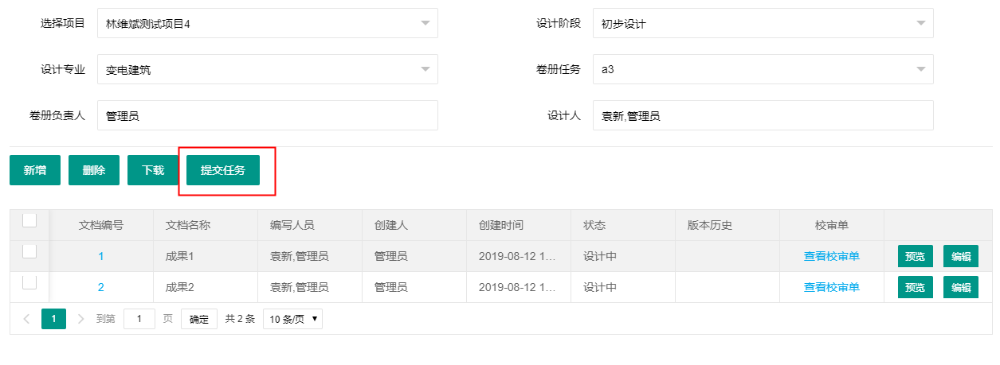 选择项目 林维斌测试项目4 设计阶段 初步设计
设计专业 变电建筑 卷册任务 a3
卷册负责人 管理员 设计人 袁新,管理员
新增 删除 下载 提交任务
文档编号 文档名称 编写人员 创建人 创建时间 状态 版本历史 校审单
1 成果1 袁新,管理员 管理员 2019-08-12 1... 设计中 查看校审单 预览 编辑
2 成果2 袁新,管理员 管理员 2019-08-12 1... 设计中 查看校审单 预览 编辑
1 到第 1 页 确定 共 2 条 10 条/页